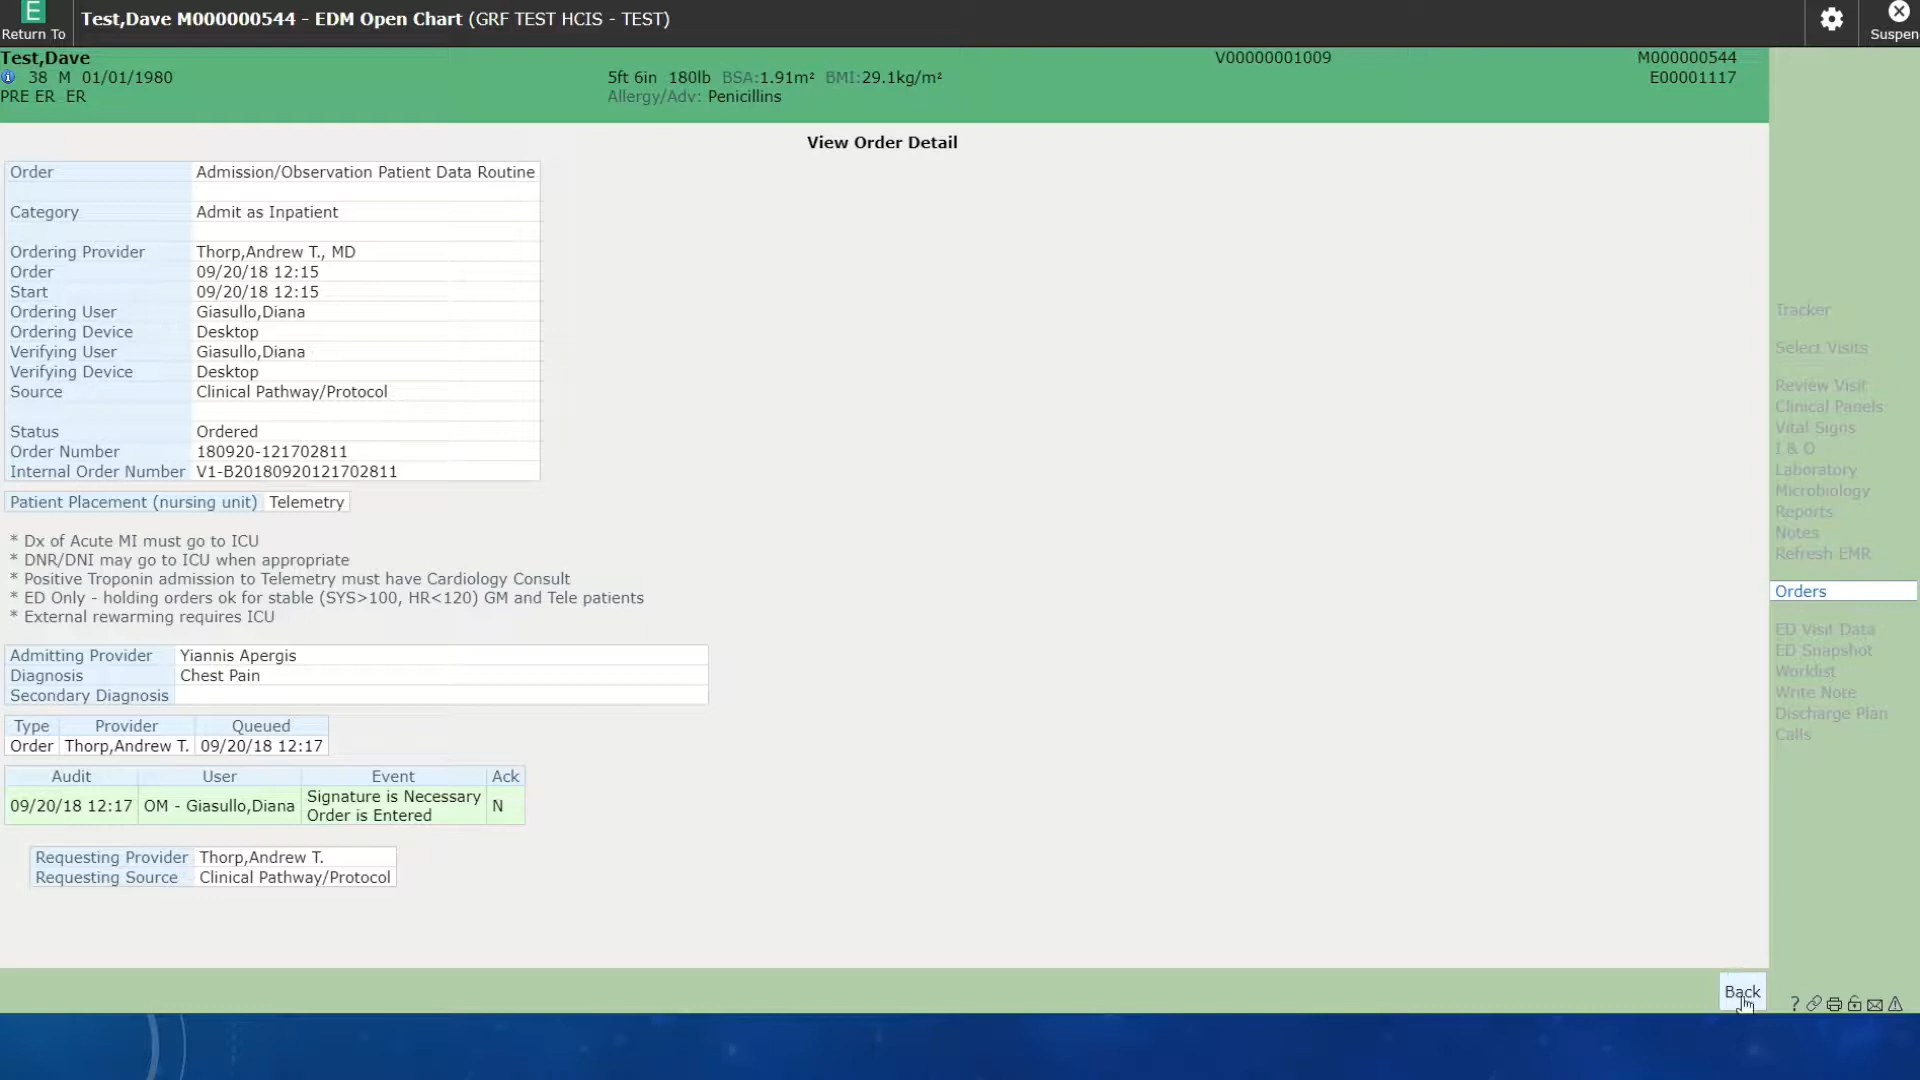 E
Return To
Test,Dave M000000544 - EDM Open Chart (GRF TEST HCIS - TEST)
Suspen
Test,Dave
38 M 01/01/1980
PRE ER ER
5ft 6in 180lb BSA:1.91m² BMI:29.1kg/m²
Allergy/Adv: Penicillins
V00000001009
M000000544
E00001117
View Order Detail
Order Admission/Observation Patient Data Routine
Category Admit as Inpatient
Ordering Provider Thorp,Andrew T., MD
Order 09/20/18 12:15
Start 09/20/18 12:15
Ordering User Giasullo,Diana
Ordering Device Desktop
Verifying User Giasullo,Diana
Verifying Device Desktop
Source Clinical Pathway/Protocol
Status Ordered
Order Number 180920-121702811
Internal Order Number V1-B20180920121702811
Patient Placement (nursing unit) Telemetry
* Dx of Acute MI must go to ICU
* DNR/DNI may go to ICU when appropriate
* Positive Troponin admission to Telemetry must have Cardiology Consult
* ED Only - holding orders ok for stable (SYS>100, HR<120) GM and Tele patients
* External rewarming requires ICU
Admitting Provider Yiannis Apergis
Diagnosis Chest Pain
Secondary Diagnosis
Type Provider Queued
Order Thorp,Andrew T. 09/20/18 12:17
Audit User Event Ack
09/20/18 12:17 OM - Giasullo,Diana Signature is Necessary N
Order is Entered
Requesting Provider Thorp,Andrew T.
Requesting Source Clinical Pathway/Protocol
Tracker
Select Visits
Review Visit
Clinical Panels
Vital Signs
I & O
Laboratory
Microbiology
Reports
Notes
Refresh EMR
Orders
ED Visit Data
ED Snapshot
Worklist
Write Note
Discharge Plan
Calls
Back
?